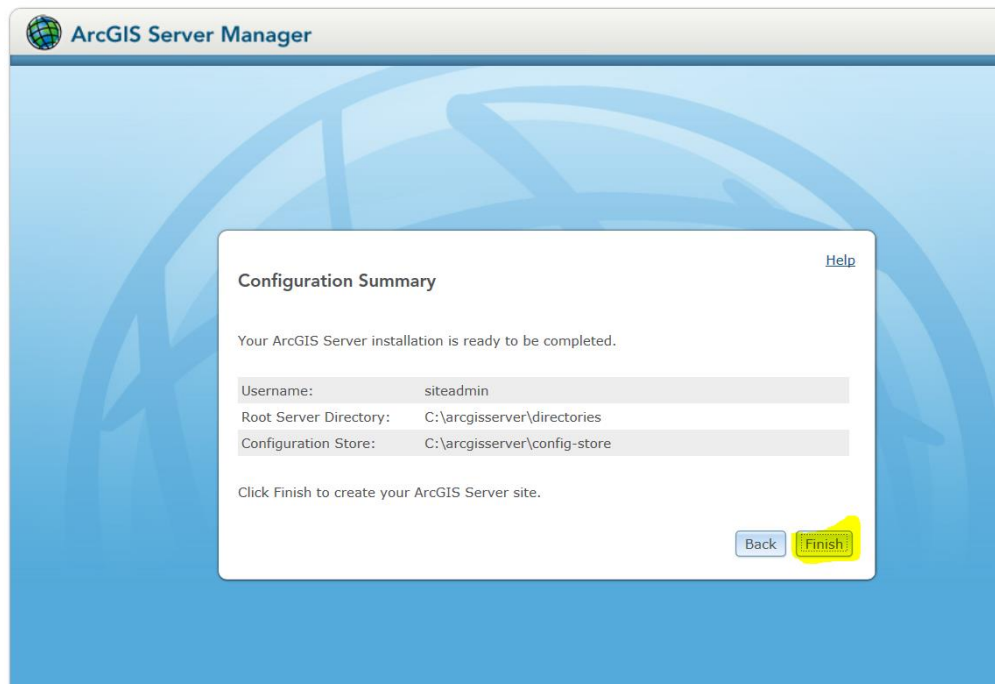 ArcGIS Server Manager
Help
Configuration Summary
Your ArcGIS Server installation is ready to be completed.
Username: siteadmin
Root Server Directory: C:\arcgisserver\directories
Configuration Store: C:\arcgisserver\config-store
Click Finish to create your ArcGIS Server site.
Back Finish